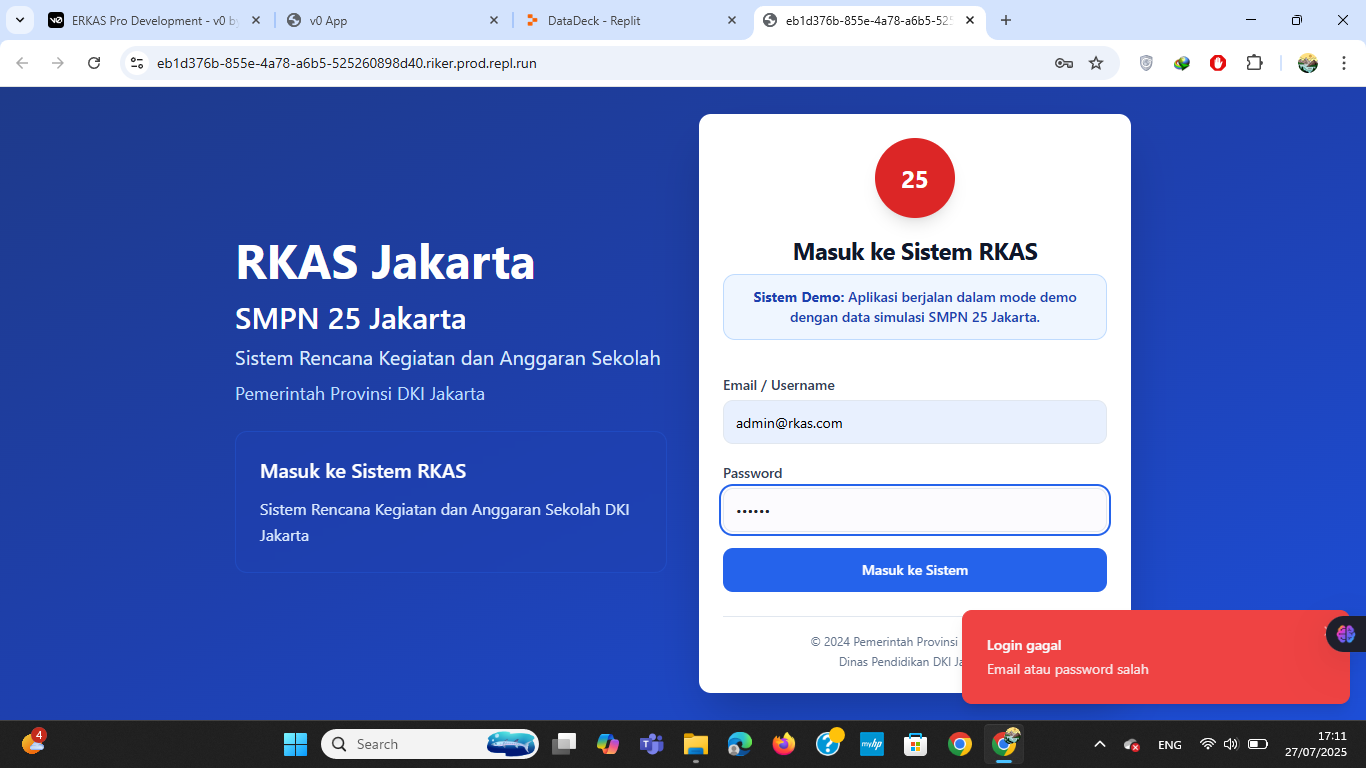 ERKAS Pro Development - v0 b
v0 App
DataDeck - Replit
eb1d376b-855e-4a78-a6b5-525
eb1d376b-855e-4a78-a6b5-525260898d40.riker.prod.repl.run
RKAS Jakarta
SMPN 25 Jakarta
Sistem Rencana Kegiatan dan Anggaran Sekolah
Pemerintah Provinsi DKI Jakarta
Masuk ke Sistem RKAS
Sistem Rencana Kegiatan dan Anggaran Sekolah DKI
Jakarta
25
Masuk ke Sistem RKAS
Sistem Demo: Aplikasi berjalan dalam mode demo
dengan data simulasi SMPN 25 Jakarta.
Email / Username
admin@rkas.com
Password
••••••
Masuk ke Sistem
© 2024 Pemerintah Provinsi
Dinas Pendidikan DKI Ja
Login gagal
Email atau password salah
4
Search
myhp
ENG
17:11
27/07/2025